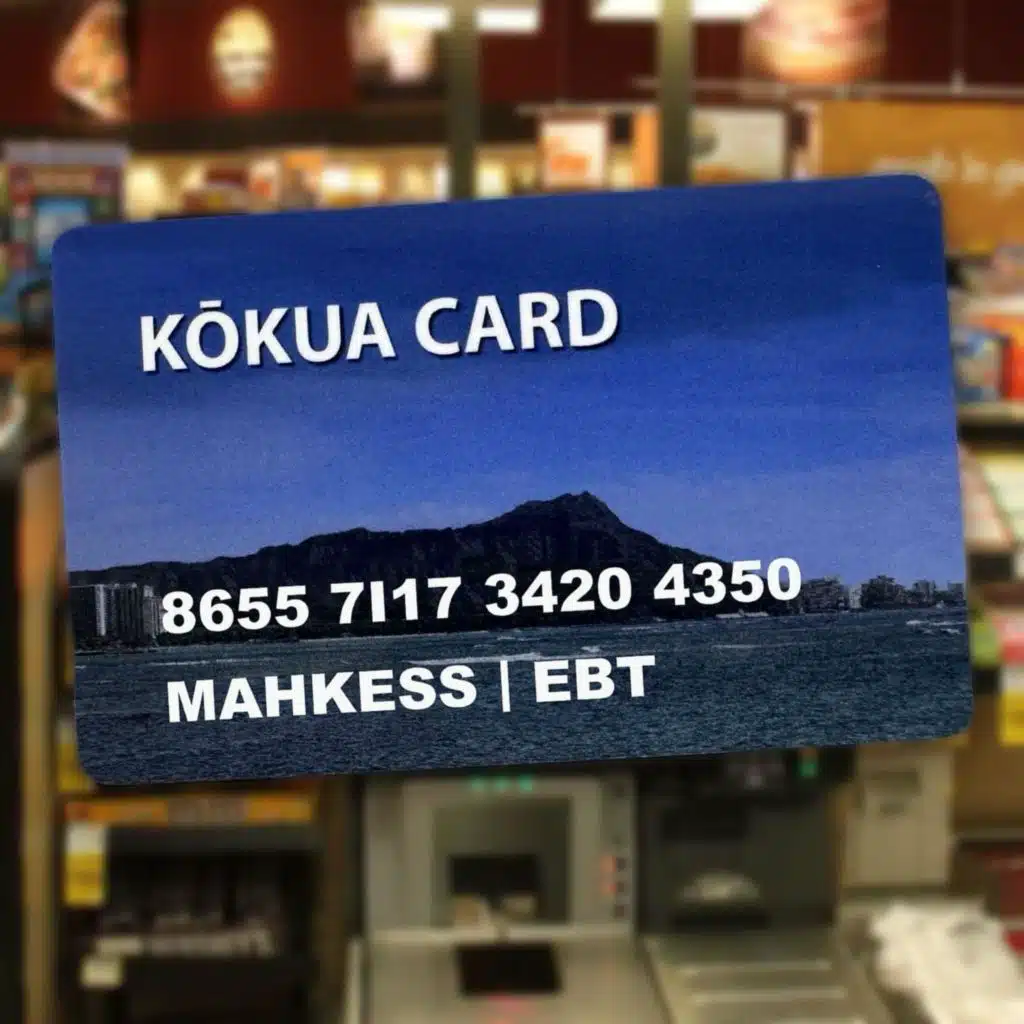 KŌKUA CARD
8655 7I17 3420 4350
MAHKESS | EBT